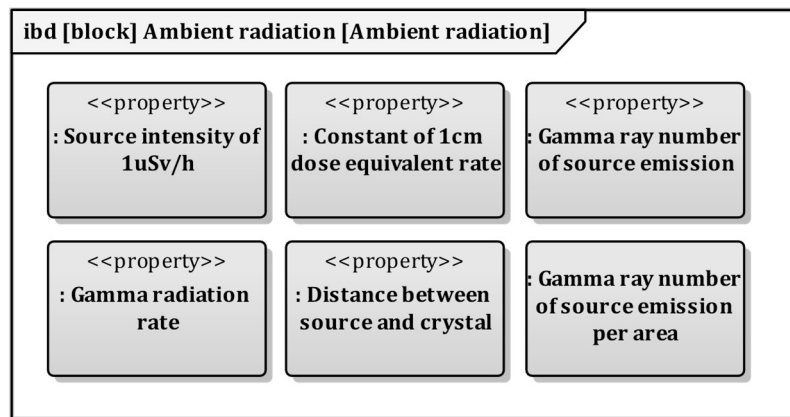 ibd [block] Ambient radiation [Ambient radiation]
<<property>>
: Source intensity of
1uSv/h
<<property>>
: Constant of 1cm
dose equivalent rate
<<property>>
: Gamma ray number
of source emission
<<property>>
: Gamma radiation
rate
<<property>>
: Distance between
source and crystal
: Gamma ray number
of source emission
per area